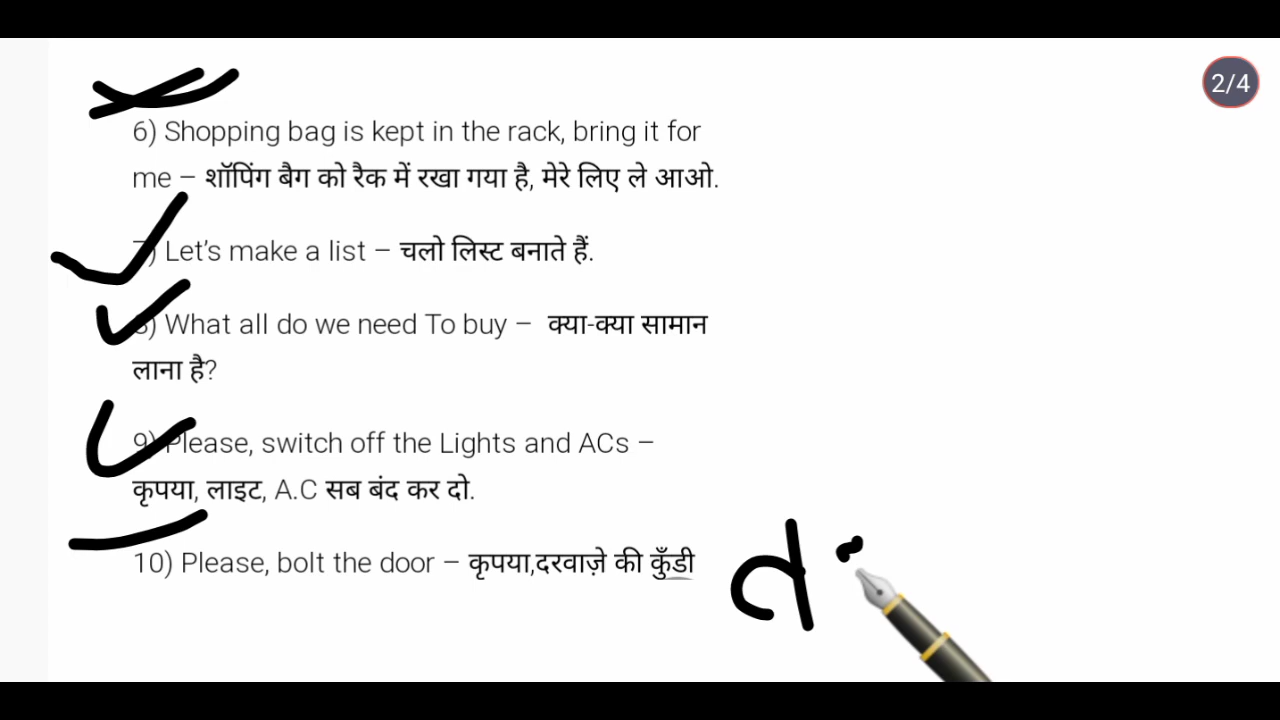 2/4
6) Shopping bag is kept in the rack, bring it for
me – शॉपिंग बैग को रैक में रखा गया है, मेरे लिए ले आओ.
7) Let’s make a list – चलो लिस्ट बनाते हैं.
8) What all do we need To buy – क्या-क्या सामान
लाना है?
9) Please, switch off the Lights and ACs –
कृपया, लाइट, A.C सब बंद कर दो.
10) Please, bolt the door – कृपया,दरवाज़े की कुँडी